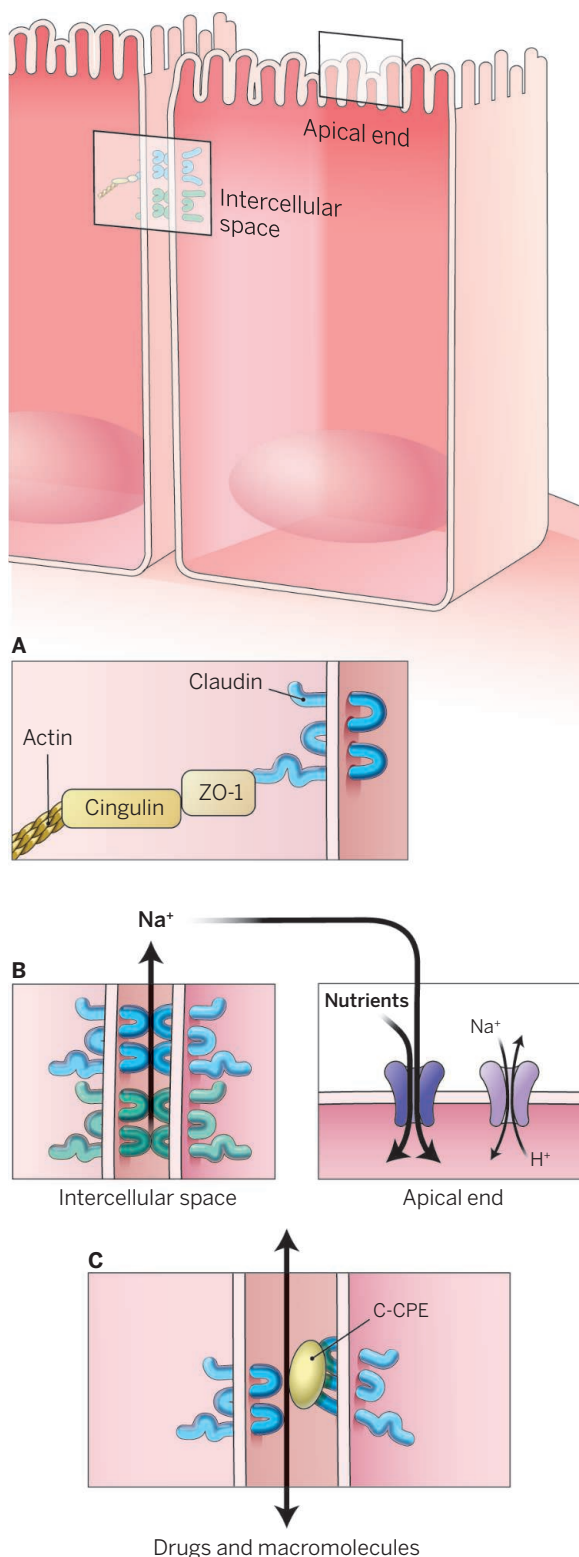 Apical end
Intercellular
space
A
Claudin
Actin
Cingulin
ZO-1
Na⁺
B
Nutrients
Na⁺
H⁺
Intercellular space
Apical end
C
C-CPE
Drugs and macromolecules